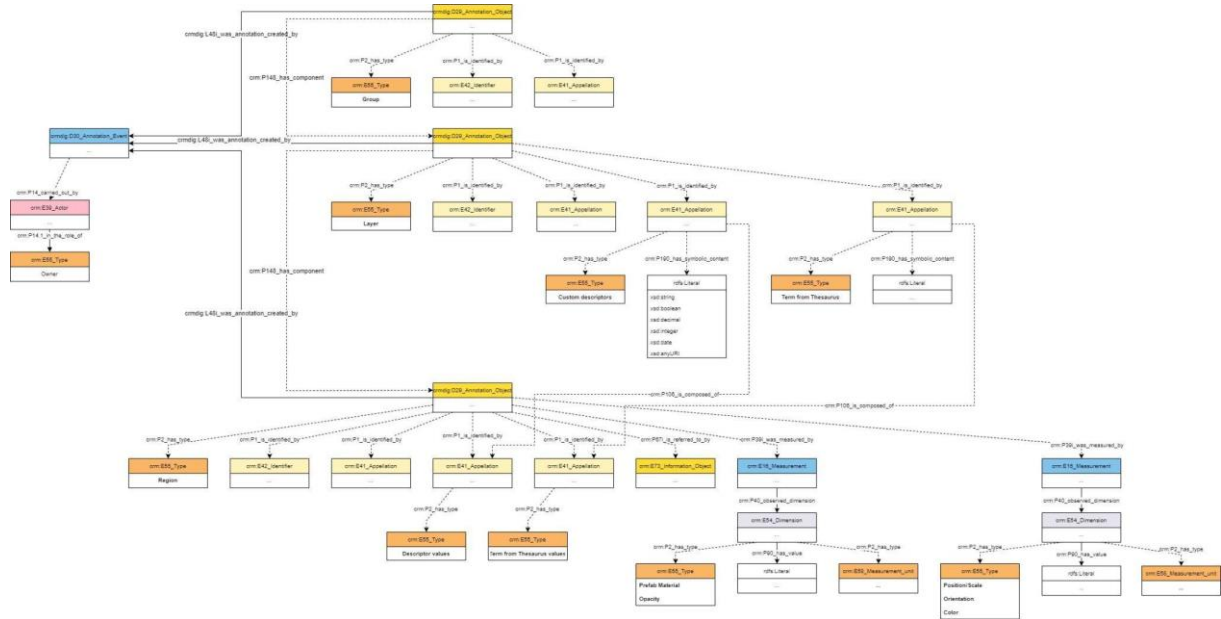 crmdig:D29_Annotation_Object
...
crmdig:L48i_was_annotation_created_by
crm:P2_has_type
crm:P1_is_identified_by
crm:P1_is_identified_by
crm:P148_has_component
crm:E55_Type
Group
crm:E42_Identifier
...
crm:E41_Appellation
...
crmdig:D30_Annotation_Event
...
crmdig:L48i_was_annotation_created_by
crmdig:D29_Annotation_Object
...
crm:P14_carried_out_by
crm:P2_has_type
crm:P1_is_identified_by
crm:P1_is_identified_by
crm:P1_is_identified_by
crm:P1_is_identified_by
crm:E39_Actor
...
crm:E55_Type
Layer
crm:E42_Identifier
...
crm:E41_Appellation
...
crm:E41_Appellation
...
crm:E41_Appellation
...
crm:P14.1_in_the_role_of
crm:E55_Type
Owner
crm:P148_has_component
crm:P2_has_type
crm:P190_has_symbolic_content
crm:P2_has_type
crm:P190_has_symbolic_content
crm:E55_Type
Custom descriptors
rdfs:Literal
xsd:string
xsd:boolean
xsd:decimal
xsd:integer
xsd:date
xsd:anyURI
crm:E55_Type
Term from Thesaurus
rdfs:Literal
...
crmdig:L48i_was_annotation_created_by
crmdig:D29_Annotation_Object
...
crm:P106_is_composed_of
crm:P106_is_composed_of
crm:P2_has_type
crm:P1_is_identified_by
crm:P1_is_identified_by
crm:P1_is_identified_by
crm:P1_is_identified_by
crm:P67i_is_referred_to_by
crm:P39i_was_measured_by
crm:P39i_was_measured_by
crm:E55_Type
Region
crm:E42_Identifier
...
crm:E41_Appellation
...
crm:E41_Appellation
...
crm:E41_Appellation
...
crm:E73_Information_Object
...
crm:E16_Measurement
...
crm:E16_Measurement
...
crm:P2_has_type
crm:P2_has_type
crm:P40_observed_dimension
crm:P40_observed_dimension
crm:E55_Type
Descriptor values
crm:E55_Type
Term from Thesaurus values
crm:E54_Dimension
...
crm:E54_Dimension
...
crm:P2_has_type
crm:P90_has_value
crm:P2_has_type
crm:P2_has_type
crm:P90_has_value
crm:P2_has_type
crm:E55_Type
Prefab Material
Opacity
rdfs:Literal
...
crm:E58_Measurement_unit
...
crm:E55_Type
Position/Scale
Orientation
Color
rdfs:Literal
...
crm:E58_Measurement_unit
...